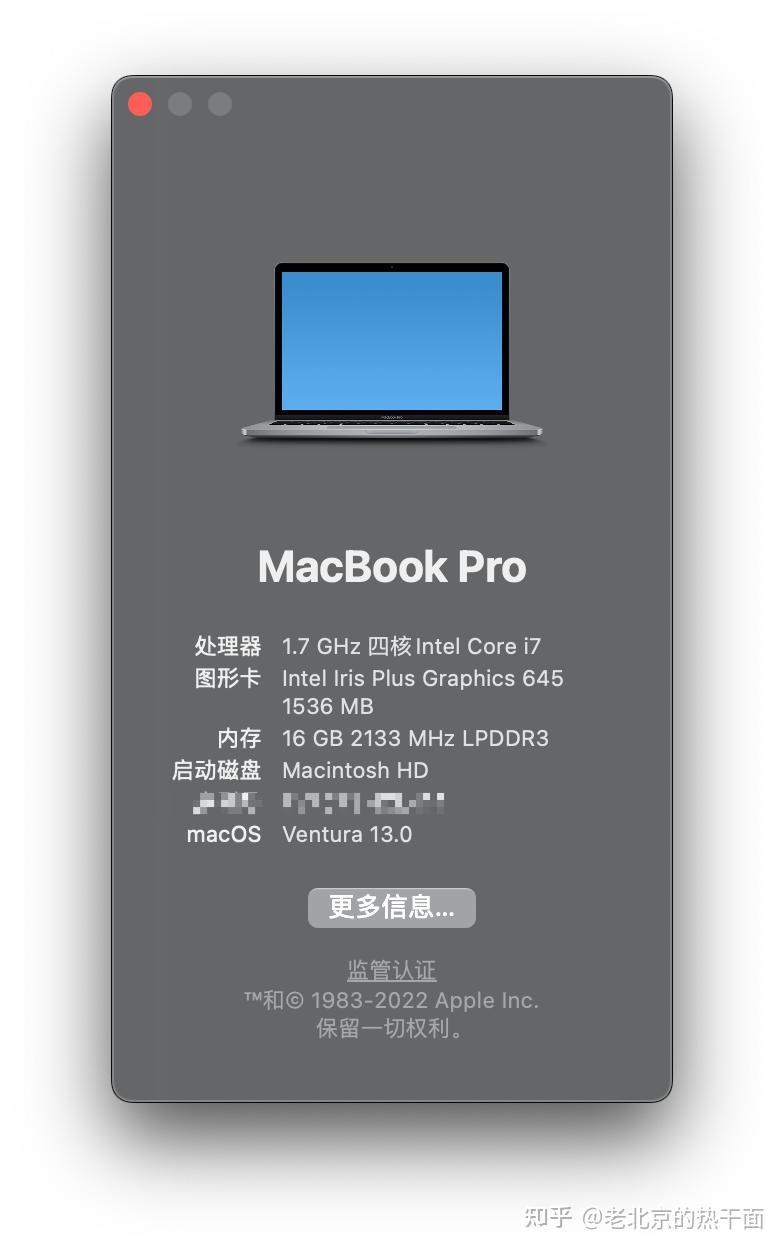 MacBook Pro
处理器 1.7 GHz 四核Intel Core i7
图形卡 Intel Iris Plus Graphics 645
1536 MB
内存 16 GB 2133 MHz LPDDR3
启动磁盘 Macintosh HD
macOS Ventura 13.0
更多信息...
监管认证
™和© 1983-2022 Apple Inc.
保留一切权利。
知乎 @老北京的热干面